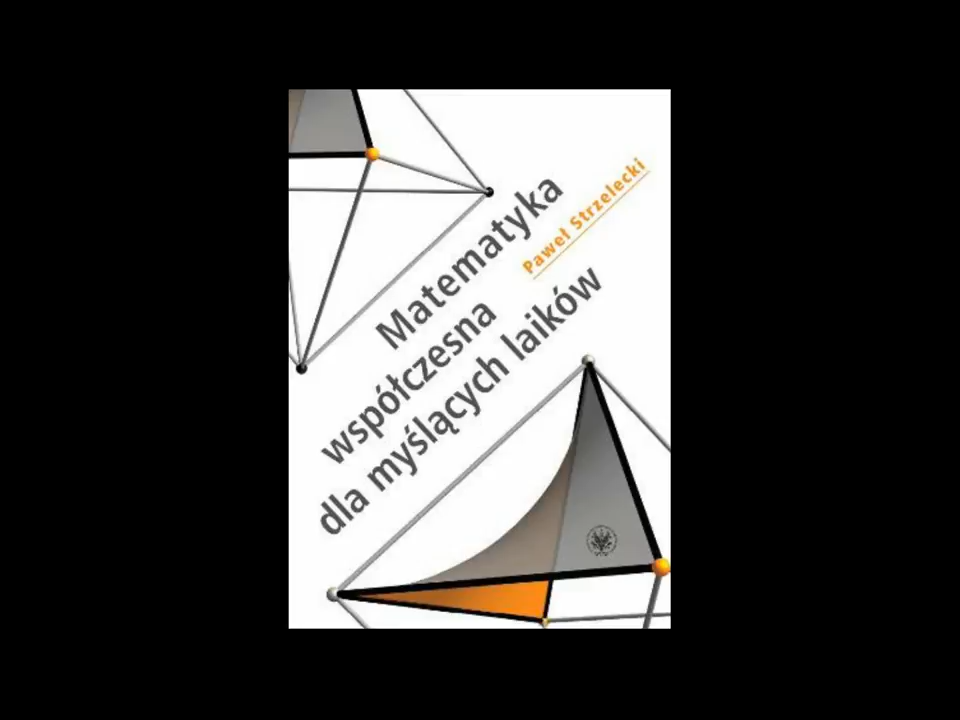 Matematyka
współczesna
dla myślących laików
Paweł Strzelecki